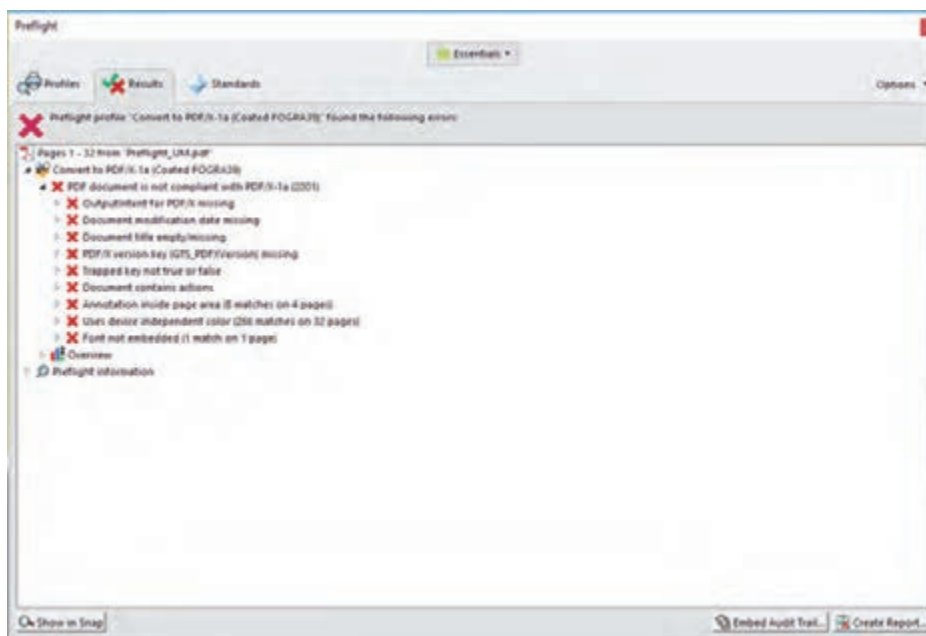 Preflight
Essentials
Profiles Results Standards Options
Preflight profile "Convert to PDF/X-1a (Coated FOGRA39)" found the following errors:
Pages 1 - 32 from "Preflight_UM.pdf"
Convert to PDF/X-1a (Coated FOGRA39)
PDF document is not compliant with PDF/X-1a (2001)
OutputIntent for PDF/X missing
Document modification date missing
Document title empty/missing
PDF/X version key (GTS_PDFXVersion) missing
Trapped key not true or false
Document contains actions
Annotation inside page area (8 matches on 4 pages)
Uses device independent color (266 matches on 32 pages)
Font not embedded (1 match on 1 page)
Overview
Preflight information
Show in Snap Embed Audit Trail... Create Report...